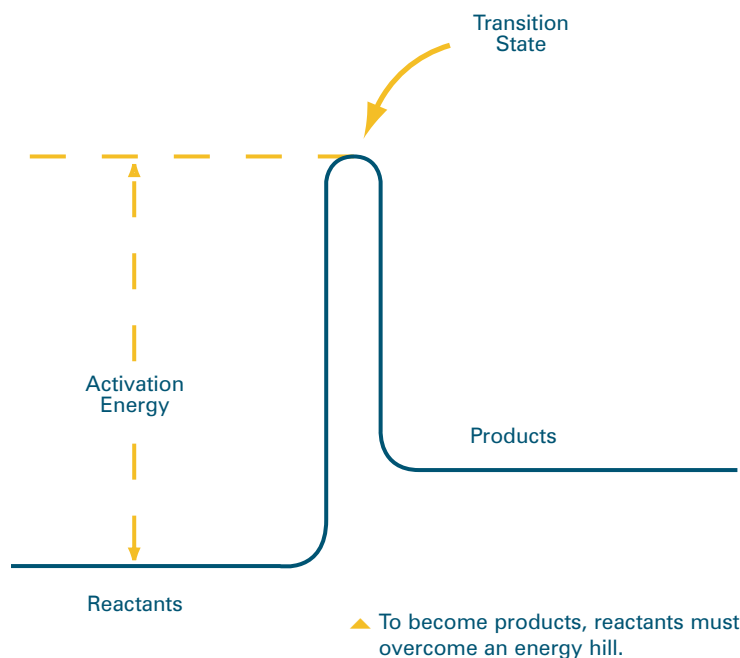 Transition
State
Activation
Energy
Products
Reactants
To become products, reactants must
overcome an energy hill.